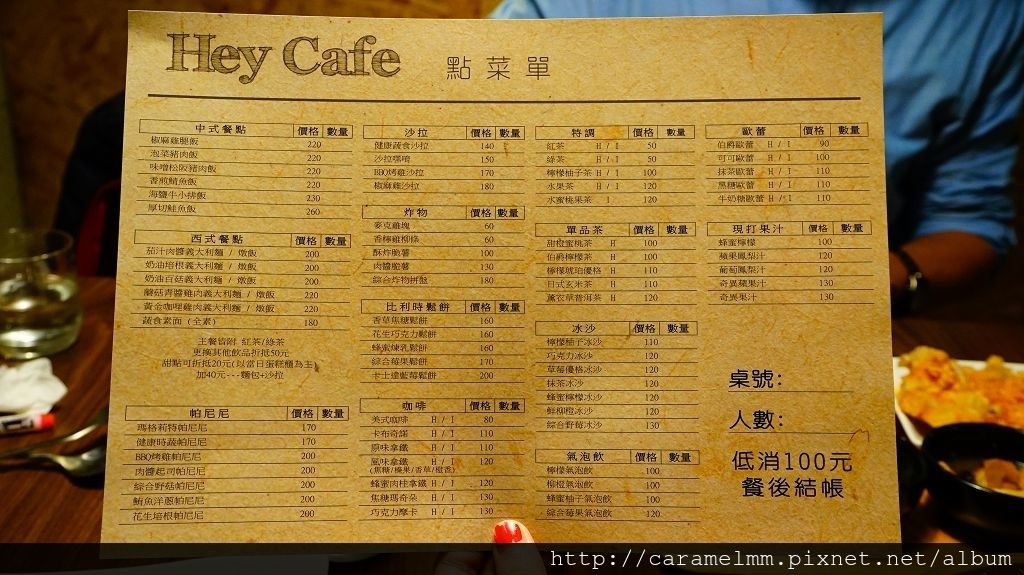 Hey Cafe 點菜單
中式餐點 價格 數量
椒麻雞腿飯 220
泡菜豬肉飯 220
味噌松阪豬肉飯 220
香煎鯖魚飯 220
海鹽牛小排飯 230
厚切鮭魚飯 260
西式餐點 價格 數量
茄汁肉醬義大利麵 / 燉飯 200
奶油培根義大利麵 / 燉飯 200
奶油百菇義大利麵 / 燉飯 200
蘑菇青醬雞肉義大利麵 / 燉飯 220
黃金咖哩雞肉義大利麵 / 燉飯 220
蔬食素面 (全素) 180
主餐皆附 紅茶/綠茶
更換其他飲品折抵50元
甜點可折抵20元(以當日蛋糕櫃為主)
加40元---麵包+沙拉
帕尼尼 價格 數量
瑪格莉特帕尼尼 170
健康時蔬帕尼尼 170
BBQ烤雞帕尼尼 200
肉醬起司帕尼尼 200
綜合野菇帕尼尼 200
鮪魚洋蔥帕尼尼 200
花生培根帕尼尼 200
沙拉 價格 數量
健康蔬食沙拉 140
沙拉嘿嘖 150
BBQ烤雞沙拉 170
椒麻雞沙拉 180
炸物 價格 數量
麥克雞塊 60
香檸雞柳條 60
酥炸脆薯 100
肉醬脆薯 130
綜合炸物拼盤 180
比利時鬆餅 價格 數量
香草焦糖鬆餅 160
花生巧克力鬆餅 160
蜂蜜煉乳鬆餅 160
綜合莓果鬆餅 170
卡士達藍莓鬆餅 200
咖啡 價格 數量
美式咖啡 H / I 80
卡布奇諾 H / I 110
原味拿鐵 H / I 110
風味拿鐵 H / I 120
(黑糖/榛果/香草/橙香)
蜂蜜肉桂拿鐵 H / I 120
焦糖瑪奇朵 H / I 130
巧克力摩卡 H / I 130
特調 價格 數量
紅茶 H / I 50
綠茶 H / I 50
檸檬柚子茶 H / I 100
水果茶 H / I 120
水蜜桃果茶 I 120
單品茶 價格 數量
甜橙蜜桃茶 H 100
伯爵檸檬茶 H 100
檸檬琥珀優格 H 110
日式玄米茶 H 110
薰衣草普洱茶 H 120
冰沙 價格 數量
檸檬柚子冰沙 110
巧克力冰沙 120
草莓優格冰沙 120
抹茶冰沙 120
蜂蜜檸檬冰沙 120
鮮柳橙冰沙 120
綜合野莓冰沙 130
氣泡飲 價格 數量
檸檬氣泡飲 100
柳橙氣泡飲 100
蜂蜜柚子氣泡飲 100
綜合莓果氣泡飲 120
歐蕾 價格 數量
伯爵歐蕾 H / I 90
可可歐蕾 H / I 100
抹茶歐蕾 H / I 110
黑糖歐蕾 H / I 110
牛奶糖歐蕾 H / I 110
現打果汁 價格 數量
蜂蜜檸檬 100
蘋果鳳梨汁 120
葡萄鳳梨汁 120
奇異蘋果汁 130
奇異果汁 130
桌號:
人數:
低消100元
餐後結帳
http://caramelmm.pixnet.net/album